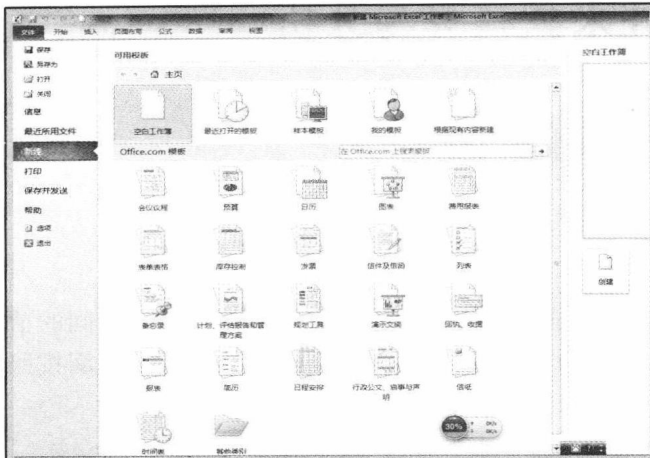 新建 Microsoft Excel 工作表 - Microsoft Excel
文件 开始 插入 页面布局 公式 数据 审阅 视图
保存
另存为
打开
关闭
信息
最近所用文件
新建
打印
保存并发送
帮助
选项
退出
可用模板
主页
空白工作簿 最近打开的模板 样本模板 我的模板 根据现有内容新建
Office.com 模板 在 Office.com 上搜索模板
会议议程 预算 日历 图表 费用报表
表单表格 库存控制 发票 信件及信函 列表
备忘录 计划、评估报告和管理方案 规划工具 演示文稿 回执、收据
报表 简历 日程安排 行政公文、启事与声明 信纸
时间表 其他类别
30% 0K/s
0K/s
空白工作簿
创建